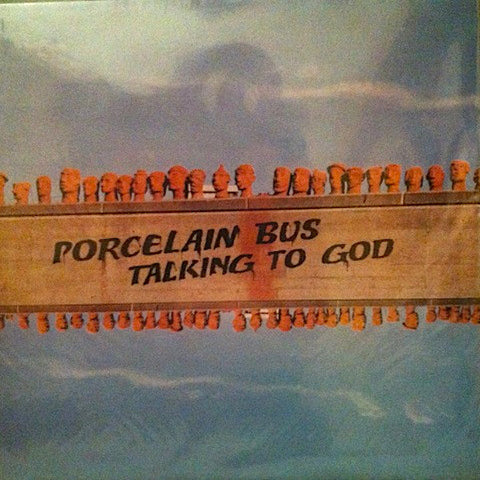 PORCELAIN BUS
TALKING TO GOD